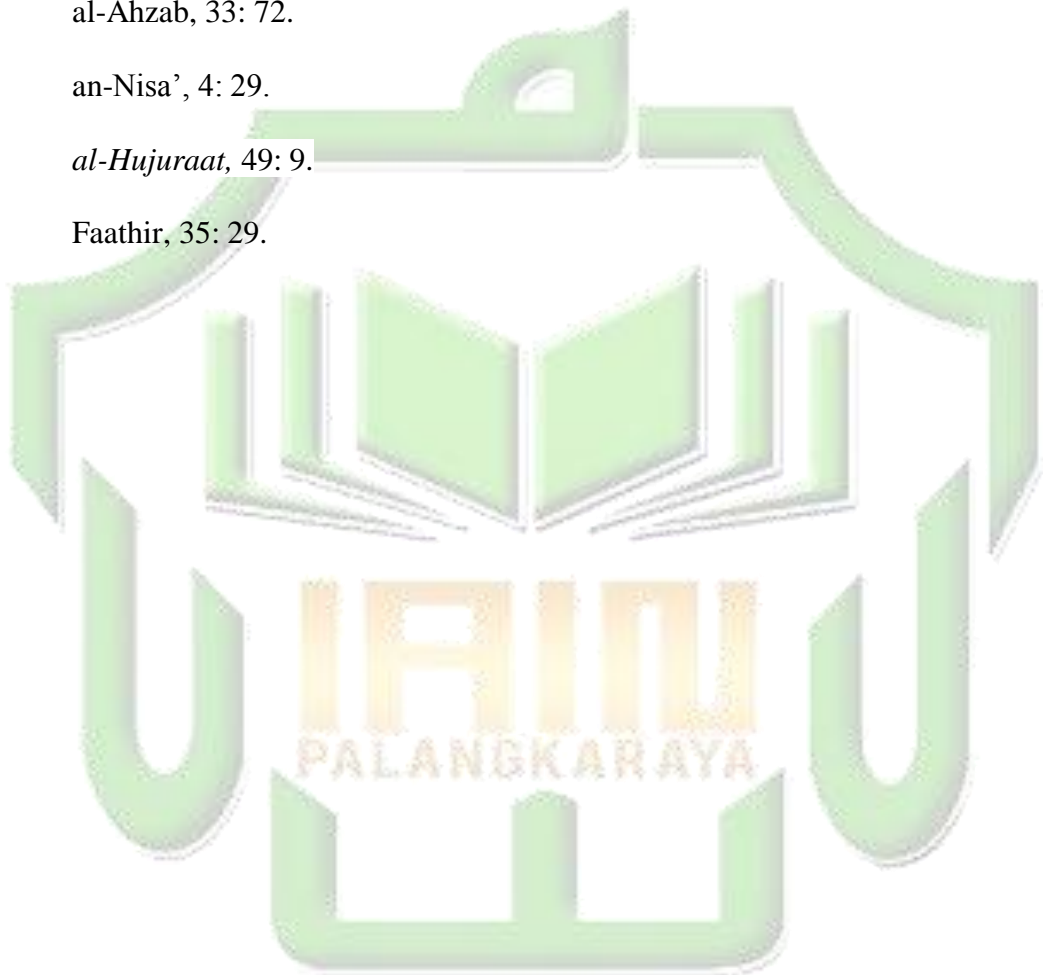 al-Ahzab, 33: 72.
an-Nisa’, 4: 29.
al-Hujuraat, 49: 9.
Faathir, 35: 29.
IAIN
PALANGKARAYA